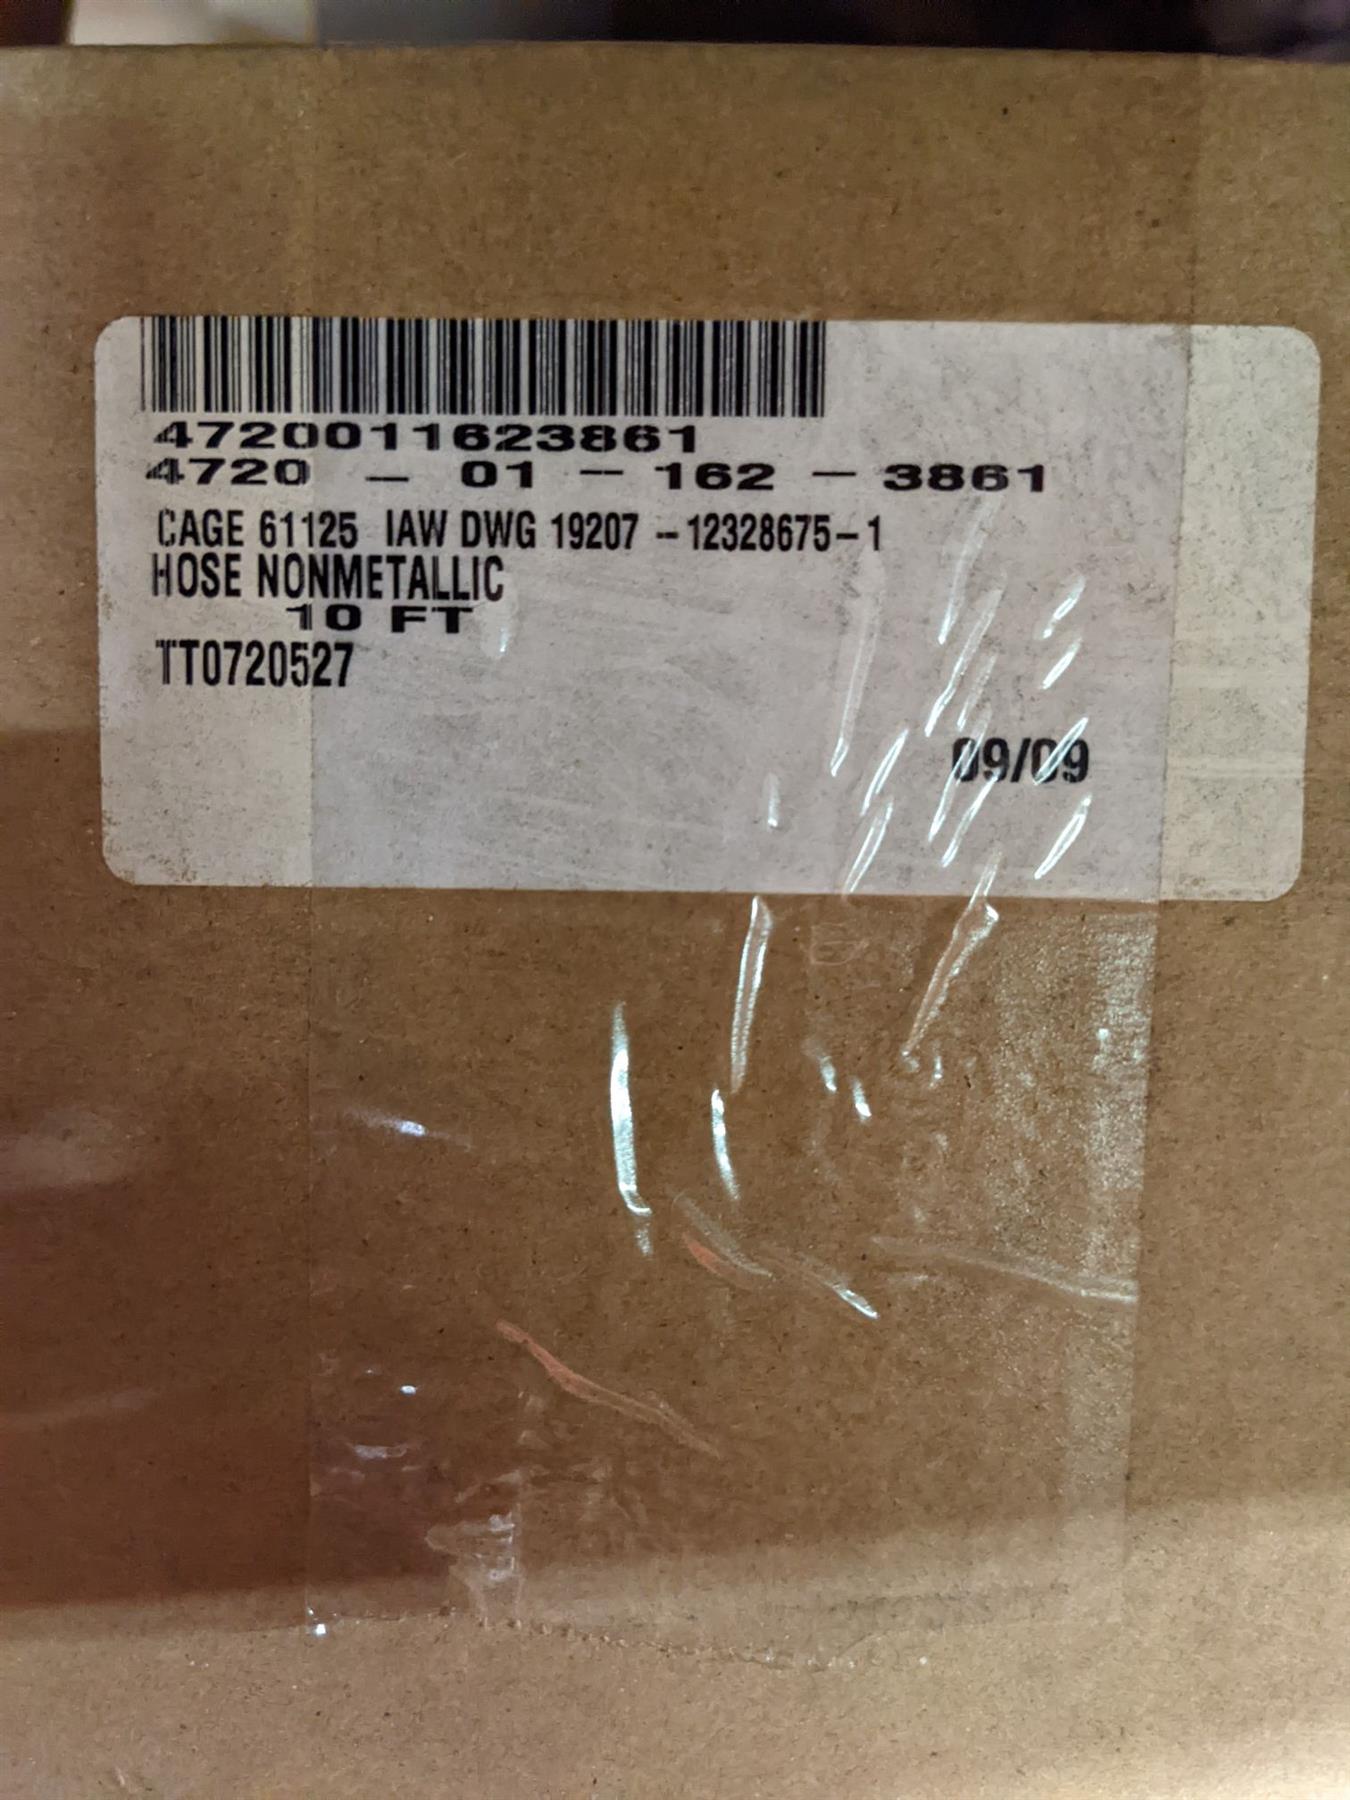 4720011623861
4720 - 01 - 162 - 3861
CAGE 61125 IAW DWG 19207 -12328675-1
HOSE NONMETALLIC
10 FT
TT0720527
09/09